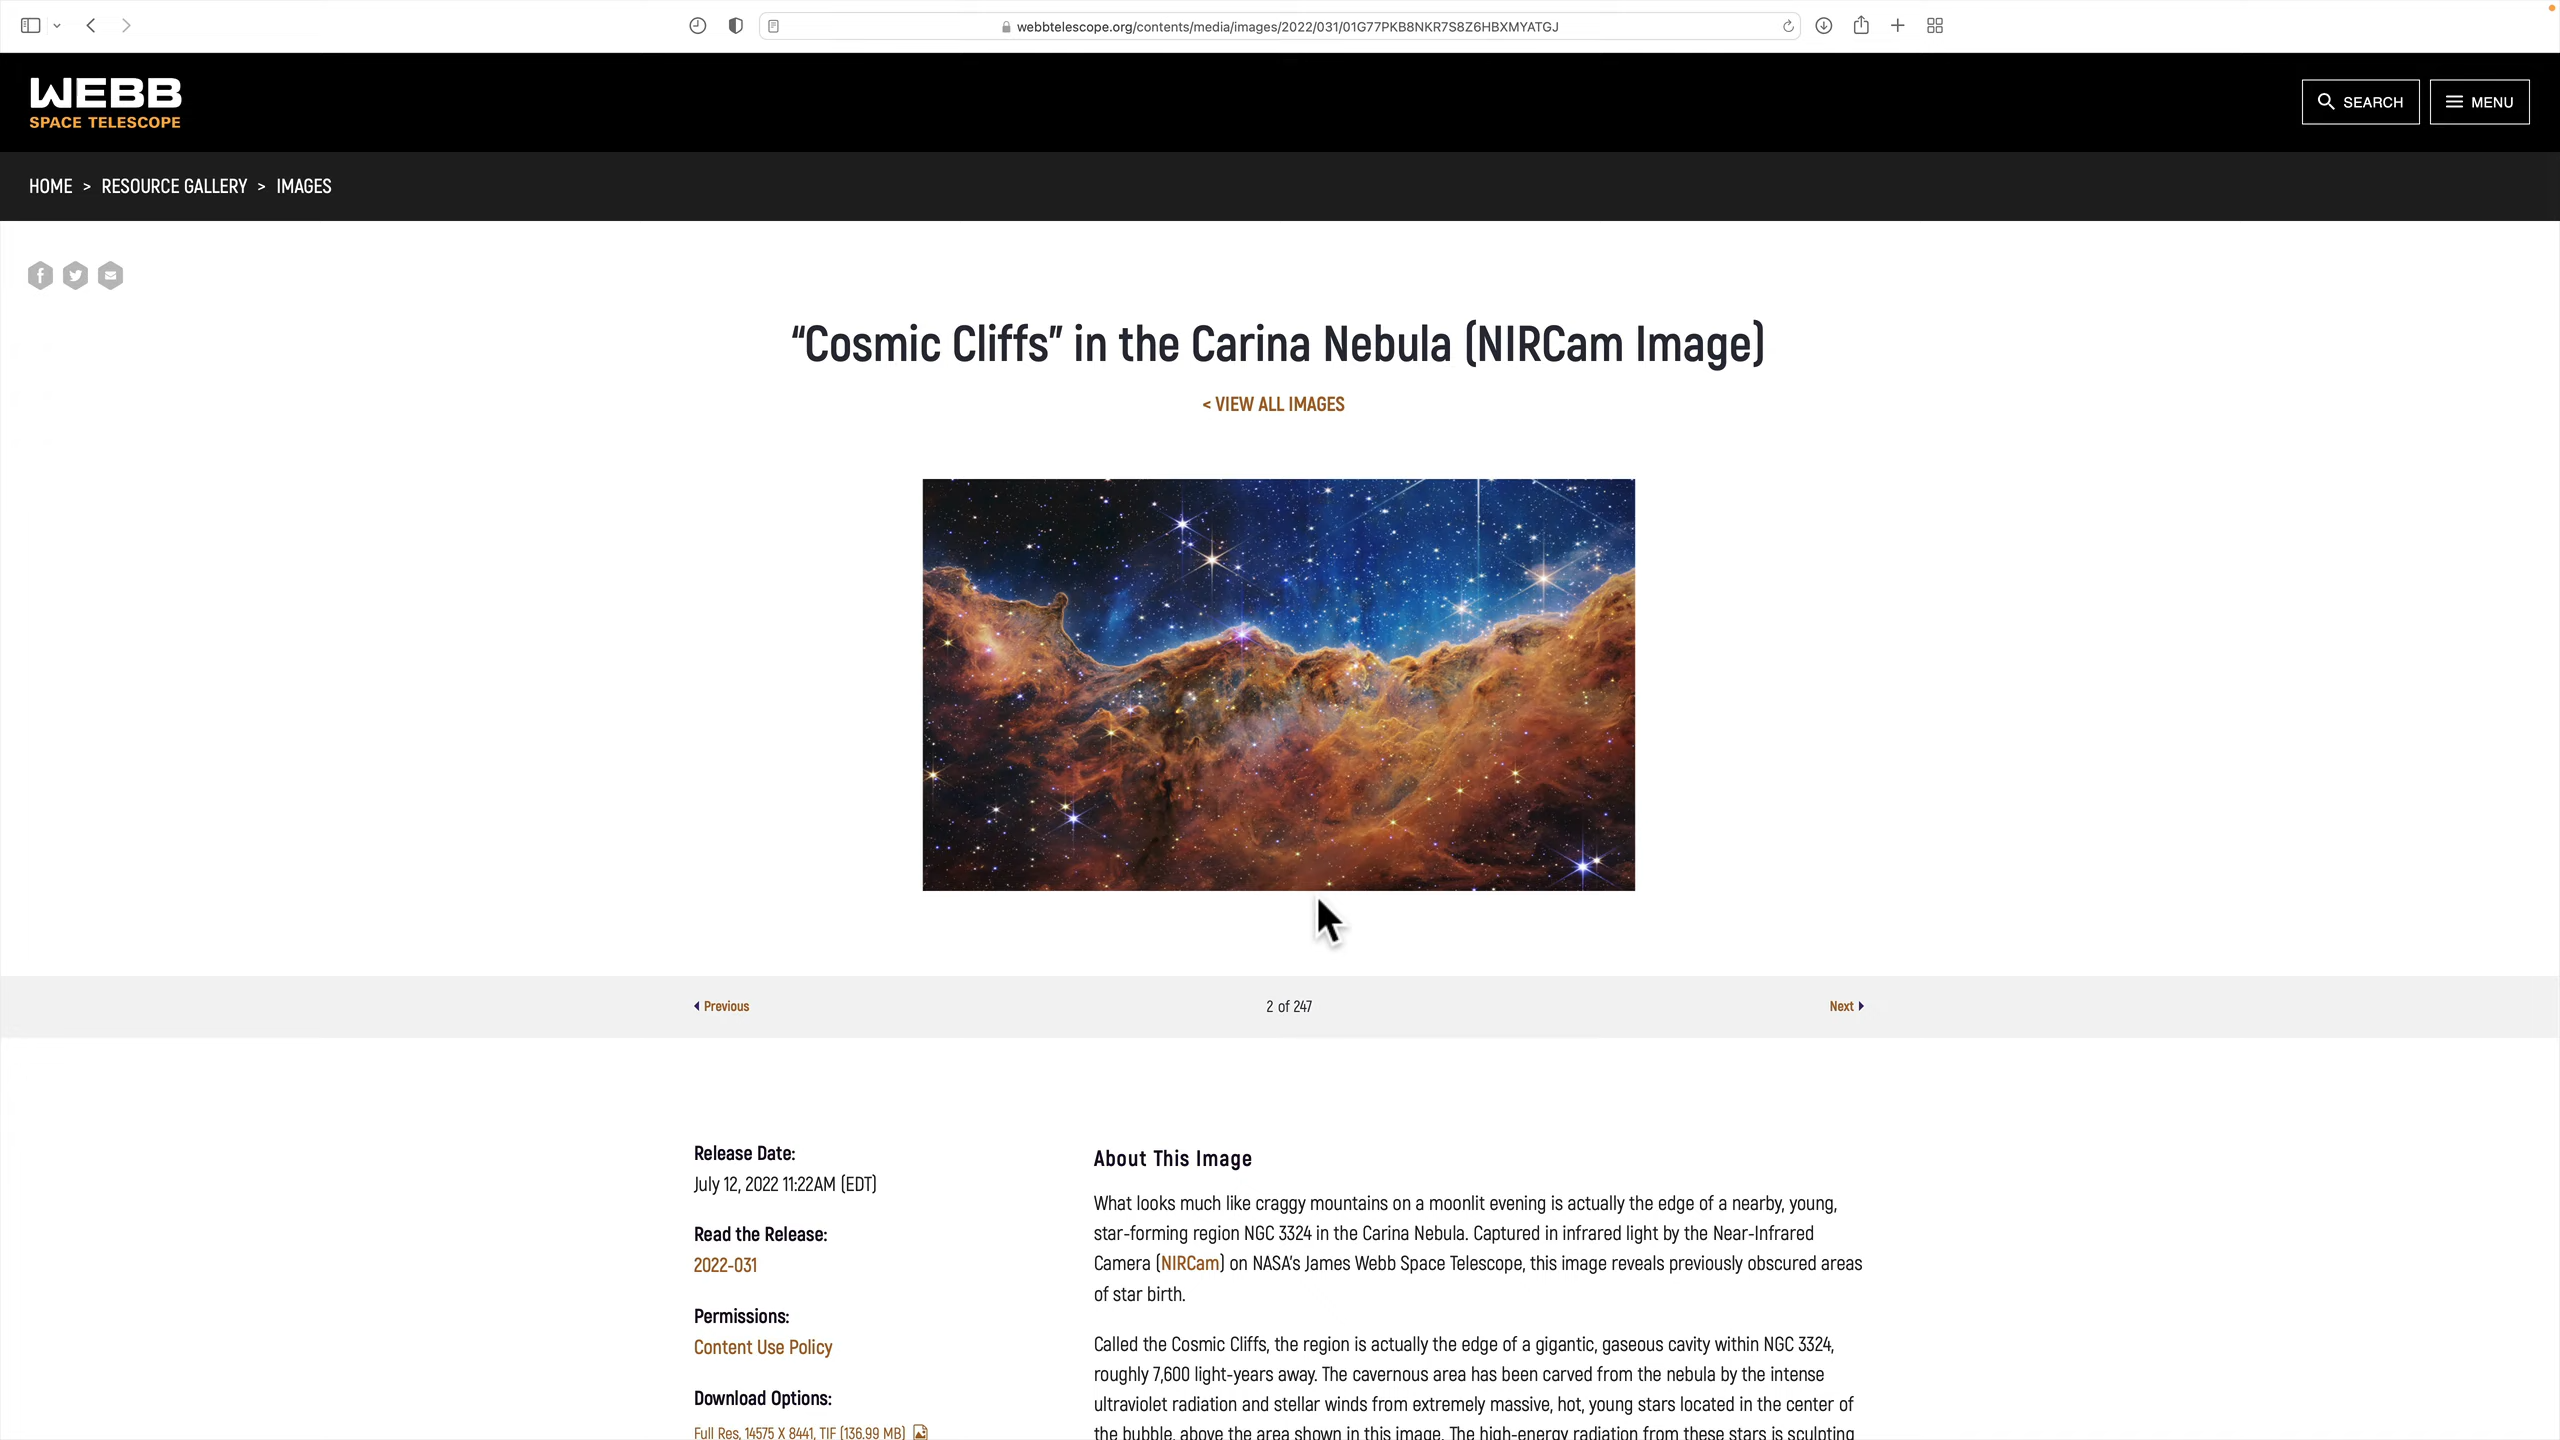 webbtelescope.org/contents/media/images/2022/031/01G77PKB8NKR7S8Z6HBXMYATGJ
WEBB
SPACE TELESCOPE
SEARCH
MENU
HOME > RESOURCE GALLERY > IMAGES
“Cosmic Cliffs” in the Carina Nebula (NIRCam Image)
< VIEW ALL IMAGES
Previous
2 of 247
Next
Release Date:
July 12, 2022 11:22AM (EDT)
Read the Release:
2022-031
Permissions:
Content Use Policy
Download Options:
Full Res, 14575 X 8441, TIF (136.99 MB)
About This Image
What looks much like craggy mountains on a moonlit evening is actually the edge of a nearby, young,
star-forming region NGC 3324 in the Carina Nebula. Captured in infrared light by the Near-Infrared
Camera (NIRCam) on NASA’s James Webb Space Telescope, this image reveals previously obscured areas
of star birth.
Called the Cosmic Cliffs, the region is actually the edge of a gigantic, gaseous cavity within NGC 3324,
roughly 7,600 light-years away. The cavernous area has been carved from the nebula by the intense
ultraviolet radiation and stellar winds from extremely massive, hot, young stars located in the center of
the bubble, above the area shown in this image. The high-energy radiation from these stars is sculpting